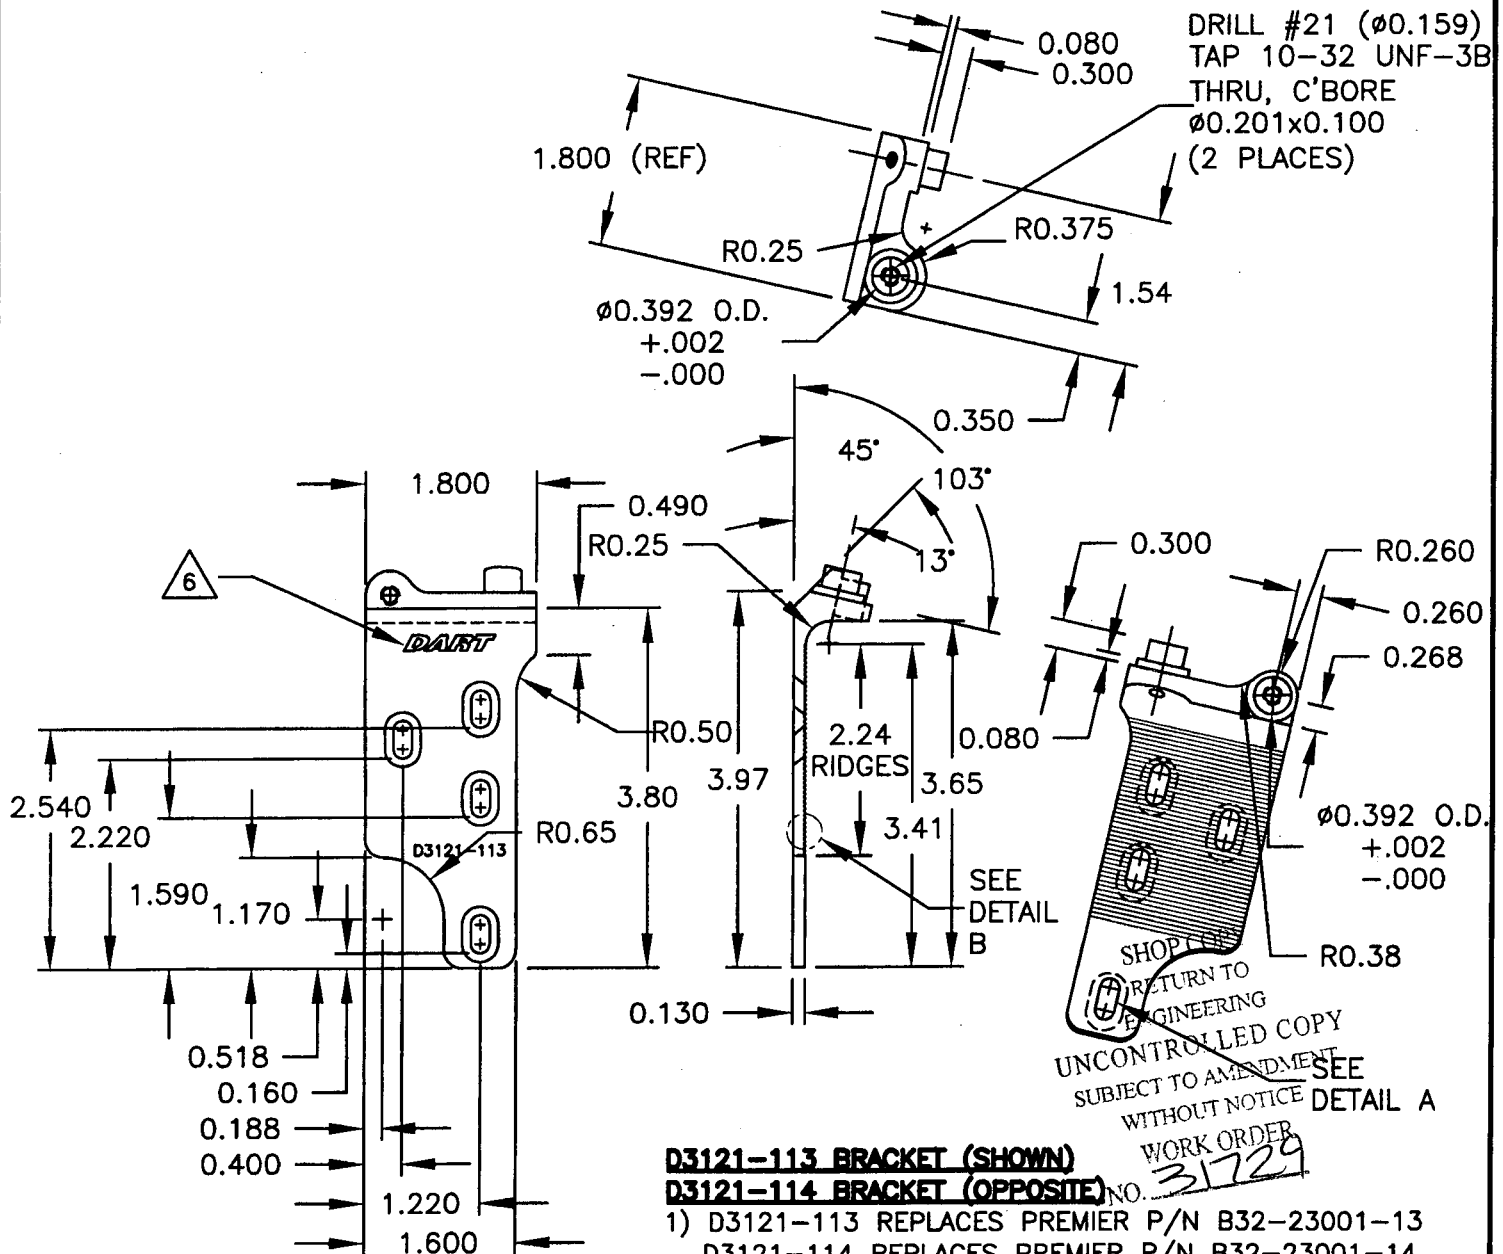 DRILL #21 (ø0.159)
TAP 10-32 UNF-3B
THRU, C'BORE
ø0.201x0.100
(2 PLACES)
0.080
0.300
1.800 (REF)
R0.25
R0.375
1.54
ø0.392 O.D.
+.002
-.000
0.350
45°
103°
13°
1.800
0.490
R0.25
6
DART
R0.50
2.540
2.220
1.590
1.170
R0.65
D3121-113
3.80
3.97
2.24
RIDGES
3.65
3.41
SEE
DETAIL
B
0.130
0.518
0.160
0.188
0.400
1.220
1.600
0.300
R0.260
0.260
0.268
0.080
ø0.392 O.D.
+.002
-.000
R0.38
SEE
DETAIL A
SHOP COPY
RETURN TO
ENGINEERING
UNCONTROLLED COPY
SUBJECT TO AMENDMENT
WITHOUT NOTICE
WORK ORDER
NO. 31729
D3121-113 BRACKET (SHOWN)
D3121-114 BRACKET (OPPOSITE)
1) D3121-113 REPLACES PREMIER P/N B32-23001-13
D3121-114 REPLACES PREMIER P/N B32-23001-14